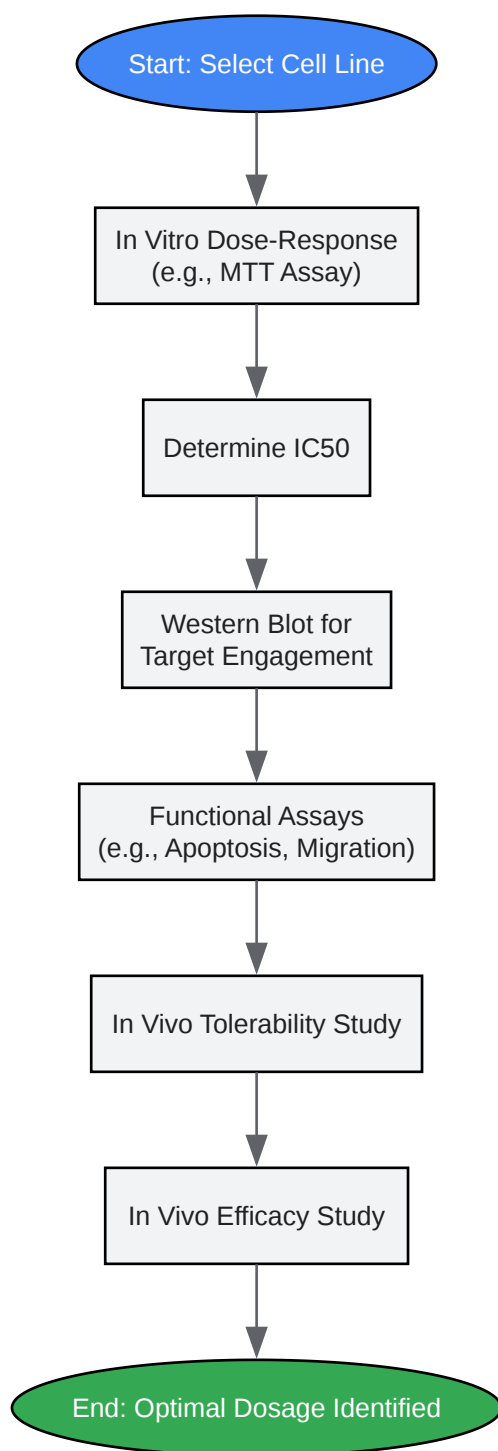 Start: Select Cell Line
In Vitro Dose-Response
(e.g., MTT Assay)
Determine IC50
Western Blot for
Target Engagement
Functional Assays
(e.g., Apoptosis, Migration)
In Vivo Tolerability Study
In Vivo Efficacy Study
End: Optimal Dosage Identified